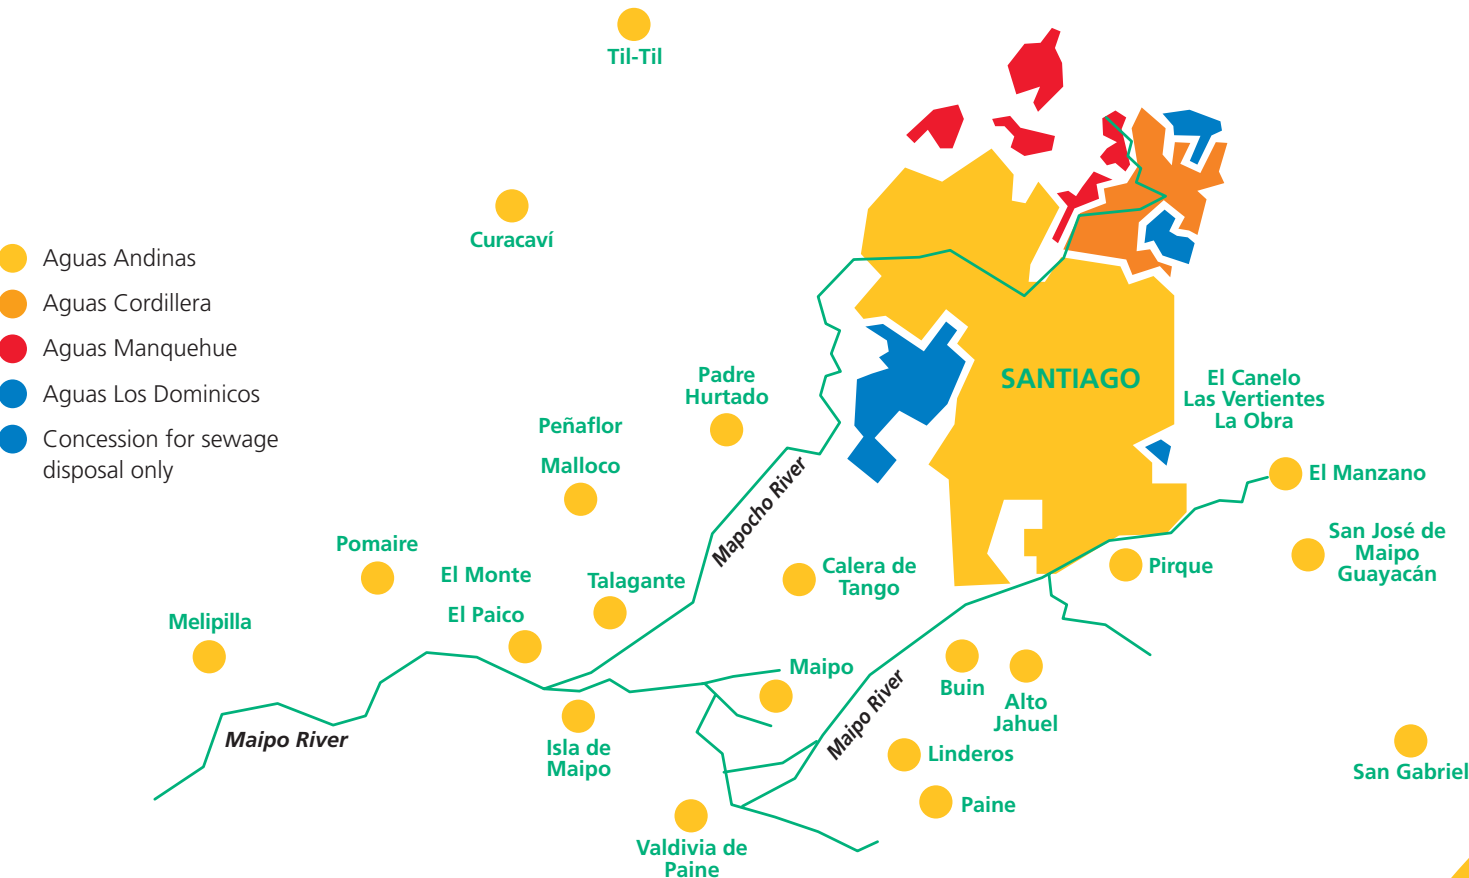 Til-Til
Curacaví
Aguas Andinas
Aguas Cordillera
Aguas Manquehue
Aguas Los Dominicos
Concession for sewage
disposal only
SANTIAGO
Padre
Hurtado
El Canelo
Las Vertientes
La Obra
Peñaflor
Malloco
El Manzano
Mapocho River
San José de
Maipo
Guayacán
Pomaire
El Monte
Talagante
Calera de
Tango
Pirque
El Paico
Melipilla
Maipo
Buin
Alto
Jahuel
Maipo River
Maipo River
Isla de
Maipo
Linderos
San Gabriel
Paine
Valdivia de
Paine